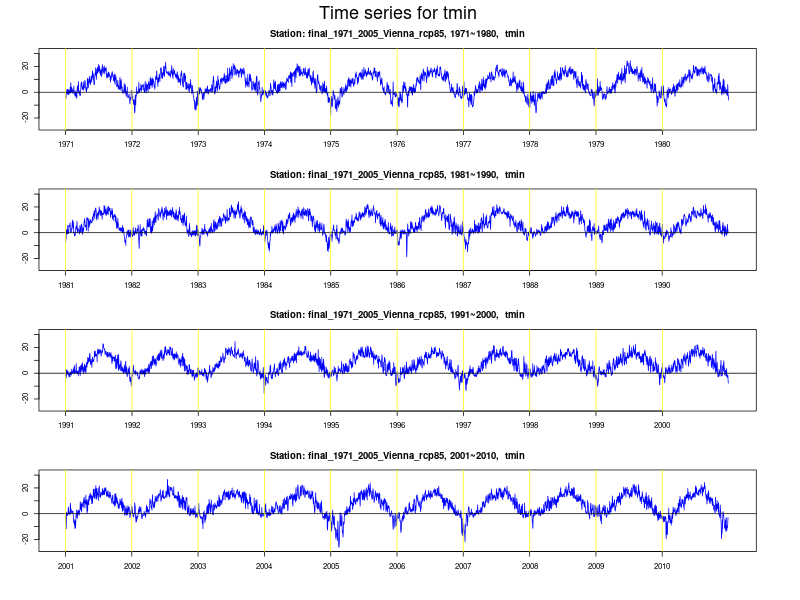 Time series for tmin
Station: final_1971_2005_Vienna_rcp85, 1971~1980, tmin
20
0
-20
1971 1972 1973 1974 1975 1976 1977 1978 1979 1980
Station: final_1971_2005_Vienna_rcp85, 1981~1990, tmin
20
0
-20
1981 1982 1983 1984 1985 1986 1987 1988 1989 1990
Station: final_1971_2005_Vienna_rcp85, 1991~2000, tmin
20
0
-20
1991 1992 1993 1994 1995 1996 1997 1998 1999 2000
Station: final_1971_2005_Vienna_rcp85, 2001~2010, tmin
20
0
-20
2001 2002 2003 2004 2005 2006 2007 2008 2009 2010